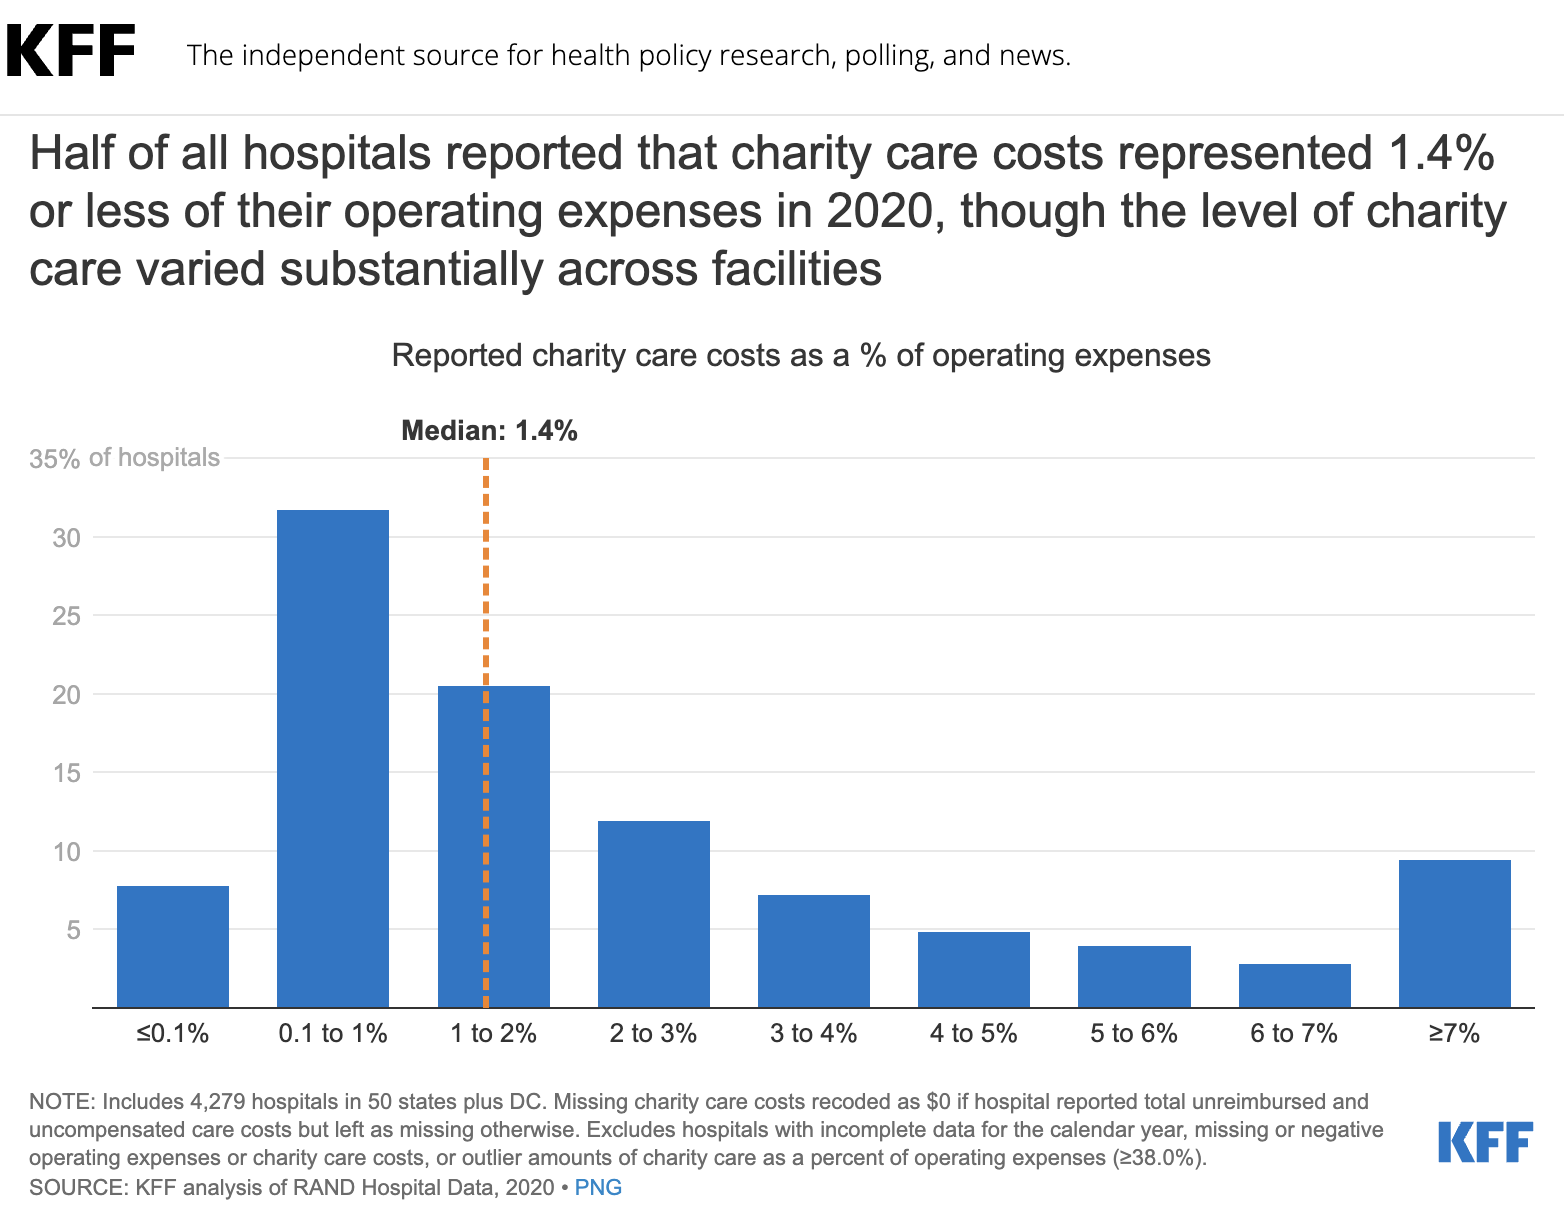 KFF
The independent source for health policy research, polling, and news.
Half of all hospitals reported that charity care costs represented 1.4%
or less of their operating expenses in 2020, though the level of charity
care varied substantially across facilities
Reported charity care costs as a % of operating expenses
Median: 1.4%
35% of hospitals
30
25
20
15
10
5
≤0.1% 0.1 to 1% 1 to 2% 2 to 3% 3 to 4% 4 to 5% 5 to 6% 6 to 7% ≥7%
NOTE: Includes 4,279 hospitals in 50 states plus DC. Missing charity care costs recoded as $0 if hospital reported total unreimbursed and
uncompensated care costs but left as missing otherwise. Excludes hospitals with incomplete data for the calendar year, missing or negative
operating expenses or charity care costs, or outlier amounts of charity care as a percent of operating expenses (≥38.0%).
SOURCE: KFF analysis of RAND Hospital Data, 2020 • PNG
KFF